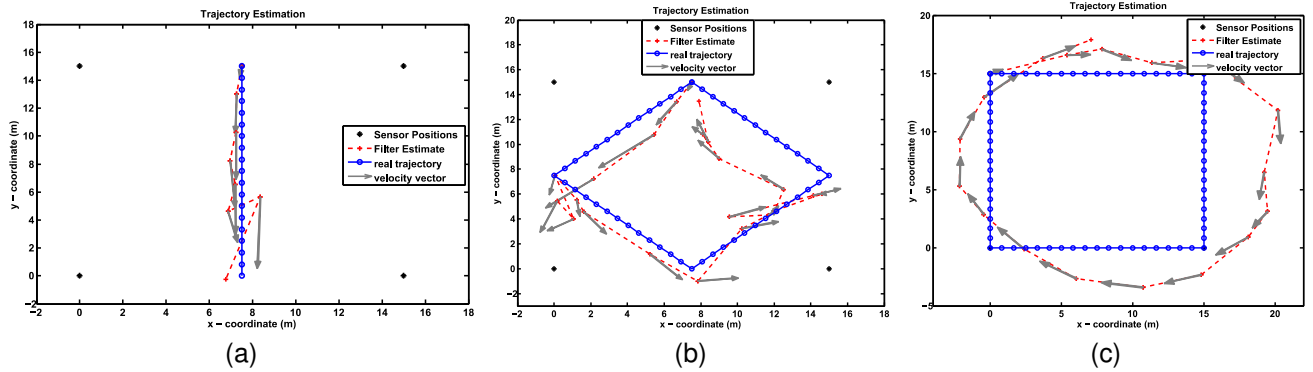 Trajectory Estimation
18
16
14
12
10
8
6
4
2
0
−2
y − coordinate (m)
−2 0 2 4 6 8 10 12 14 16 18
x − coordinate (m)
Sensor Positions
Filter Estimate
real trajectory
velocity vector
(a)
Trajectory Estimation
20
18
16
14
12
10
8
6
4
2
0
−2
y − coordinate (m)
−2 0 2 4 6 8 10 12 14 16 18
x − coordinate (m)
Sensor Positions
Filter Estimate
real trajectory
velocity vector
(b)
Trajectory Estimation
20
15
10
5
0
−5
y − coordinate (m)
0 5 10 15 20
x − coordinate (m)
Sensor Positions
Filter Estimate
real trajectory
velocity vector
(c)